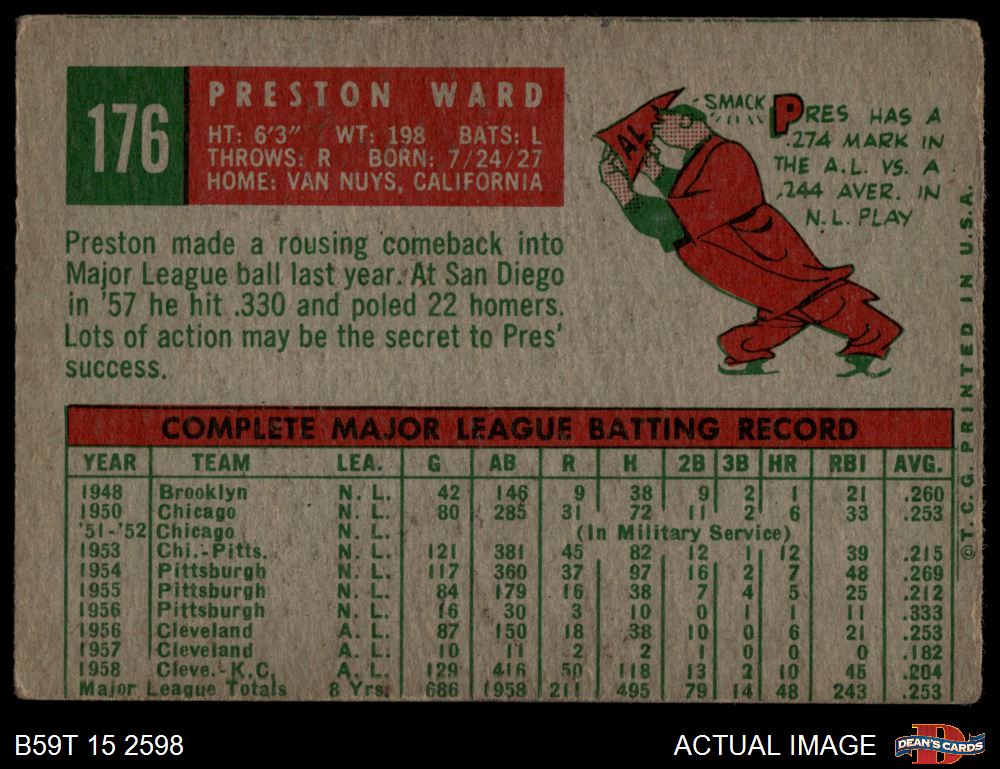 176
PRESTON WARD
HT: 6'3" WT: 198 BATS: L
THROWS: R BORN: 7/24/27
HOME: VAN NUYS, CALIFORNIA
Preston made a rousing comeback into
Major League ball last year. At San Diego
in '57 he hit .330 and poled 22 homers.
Lots of action may be the secret to Pres'
success.
AL
SMACK
PRES HAS A
.274 MARK IN
THE A.L. VS. A
.244 AVER. IN
N.L. PLAY
©T.C.G. PRINTED IN U.S.A.
COMPLETE MAJOR LEAGUE BATTING RECORD
YEAR TEAM LEA. G AB R H 2B 3B HR RBI AVG.
1948 Brooklyn N. L. 42 146 9 38 9 2 1 21 .260
1950 Chicago N. L. 80 285 31 72 11 2 6 33 .253
'51-'52 Chicago N. L. (In Military Service)
1953 Chi.-Pitts. N. L. 121 381 45 82 12 1 12 39 .215
1954 Pittsburgh N. L. 117 360 37 97 16 2 7 48 .269
1955 Pittsburgh N. L. 84 179 16 38 7 4 5 25 .212
1956 Pittsburgh N. L. 16 30 3 10 0 1 1 11 .333
1956 Cleveland A. L. 87 150 18 38 10 0 6 21 .253
1957 Cleveland A. L. 10 11 2 2 1 0 0 0 .182
1958 Cleve.-K.C. A. L. 129 416 50 118 13 2 10 45 .204
Major League Totals 8 Yrs. 686 1958 211 495 79 14 48 243 .253
B59T 15 2598
ACTUAL IMAGE
D
DEAN'S CARDS